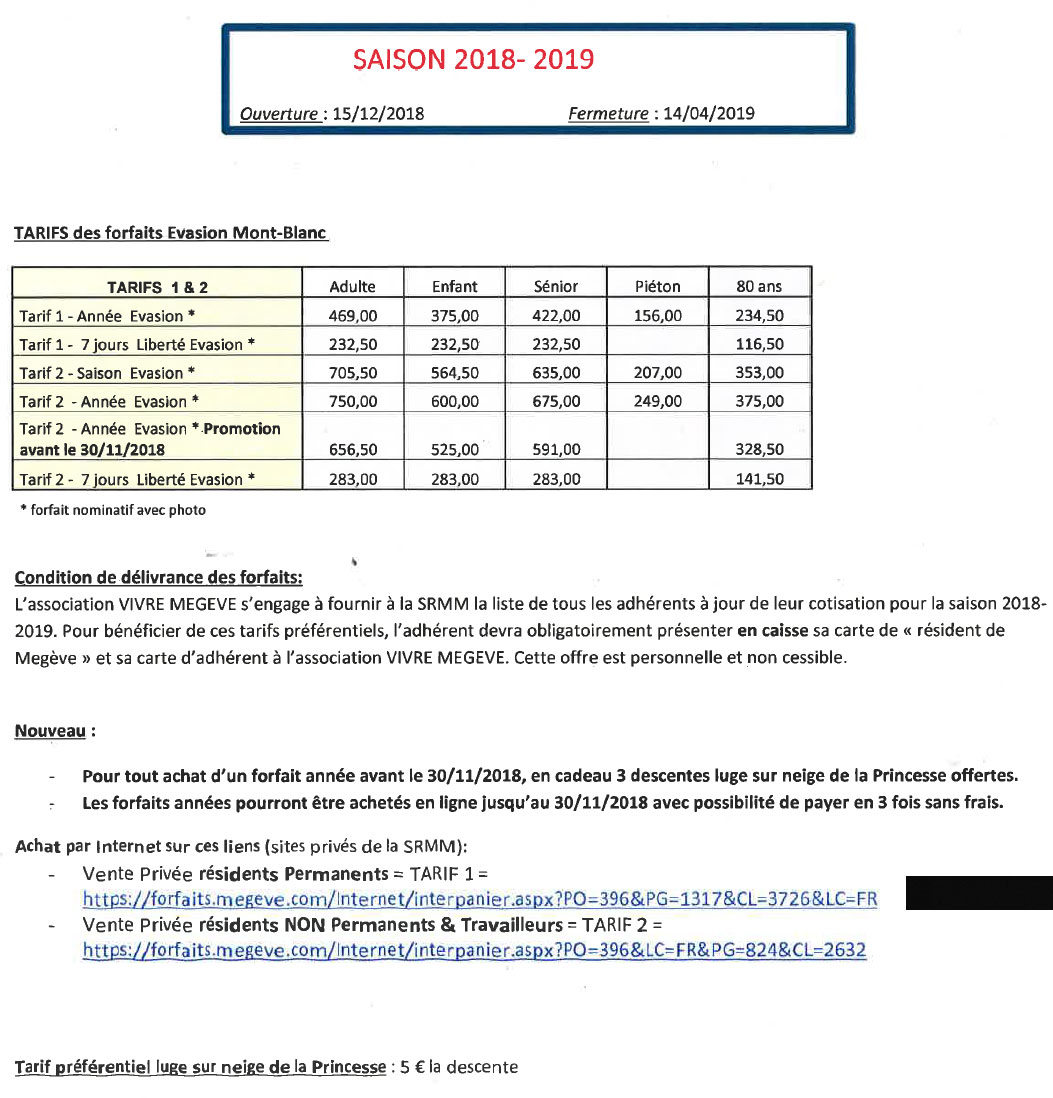 SAISON 2018- 2019
Ouverture : 15/12/2018 Fermeture : 14/04/2019
TARIFS des forfaits Evasion Mont-Blanc
TARIFS 1 & 2 Adulte Enfant Sénior Piéton 80 ans
Tarif 1 - Année Evasion * 469,00 375,00 422,00 156,00 234,50
Tarif 1 - 7 jours Liberté Evasion * 232,50 232,50 232,50 116,50
Tarif 2 - Saison Evasion * 705,50 564,50 635,00 207,00 353,00
Tarif 2 - Année Evasion * 750,00 600,00 675,00 249,00 375,00
Tarif 2 - Année Evasion * Promotion
avant le 30/11/2018 656,50 525,00 591,00 328,50
Tarif 2 - 7 jours Liberté Evasion * 283,00 283,00 283,00 141,50
* forfait nominatif avec photo
Condition de délivrance des forfaits:
L'association VIVRE MEGEVE s'engage à fournir à la SRMM la liste de tous les adhérents à jour de leur cotisation pour la saison 2018-
2019. Pour bénéficier de ces tarifs préférentiels, l'adhérent devra obligatoirement présenter en caisse sa carte de « résident de
Megève » et sa carte d'adhérent à l'association VIVRE MEGEVE. Cette offre est personnelle et non cessible.
Nouveau :
- Pour tout achat d'un forfait année avant le 30/11/2018, en cadeau 3 descentes luge sur neige de la Princesse offertes.
- Les forfaits années pourront être achetés en ligne jusqu'au 30/11/2018 avec possibilité de payer en 3 fois sans frais.
Achat par Internet sur ces liens (sites privés de la SRMM):
- Vente Privée résidents Permanents = TARIF 1 =
https://forfaits.megeve.com/Internet/interpanier.aspx?PO=396&PG=1317&CL=3726&LC=FR
- Vente Privée résidents NON Permanents & Travailleurs = TARIF 2 =
https://forfaits.megeve.com/Internet/interpanier.aspx?PO=396&LC=FR&PG=824&CL=2632
Tarif préférentiel luge sur neige de la Princesse : 5 € la descente